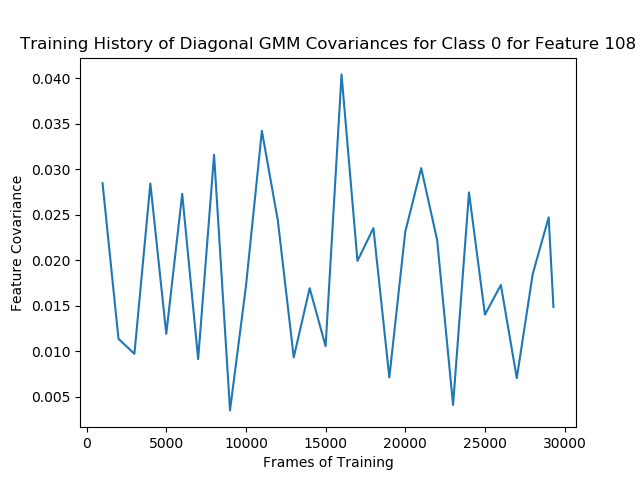 Training History of Diagonal GMM Covariances for Class 0 for Feature 108
0.040
0.035
0.030
0.025
0.020
0.015
0.010
0.005
Feature Covariance
0 5000 10000 15000 20000 25000 30000
Frames of Training